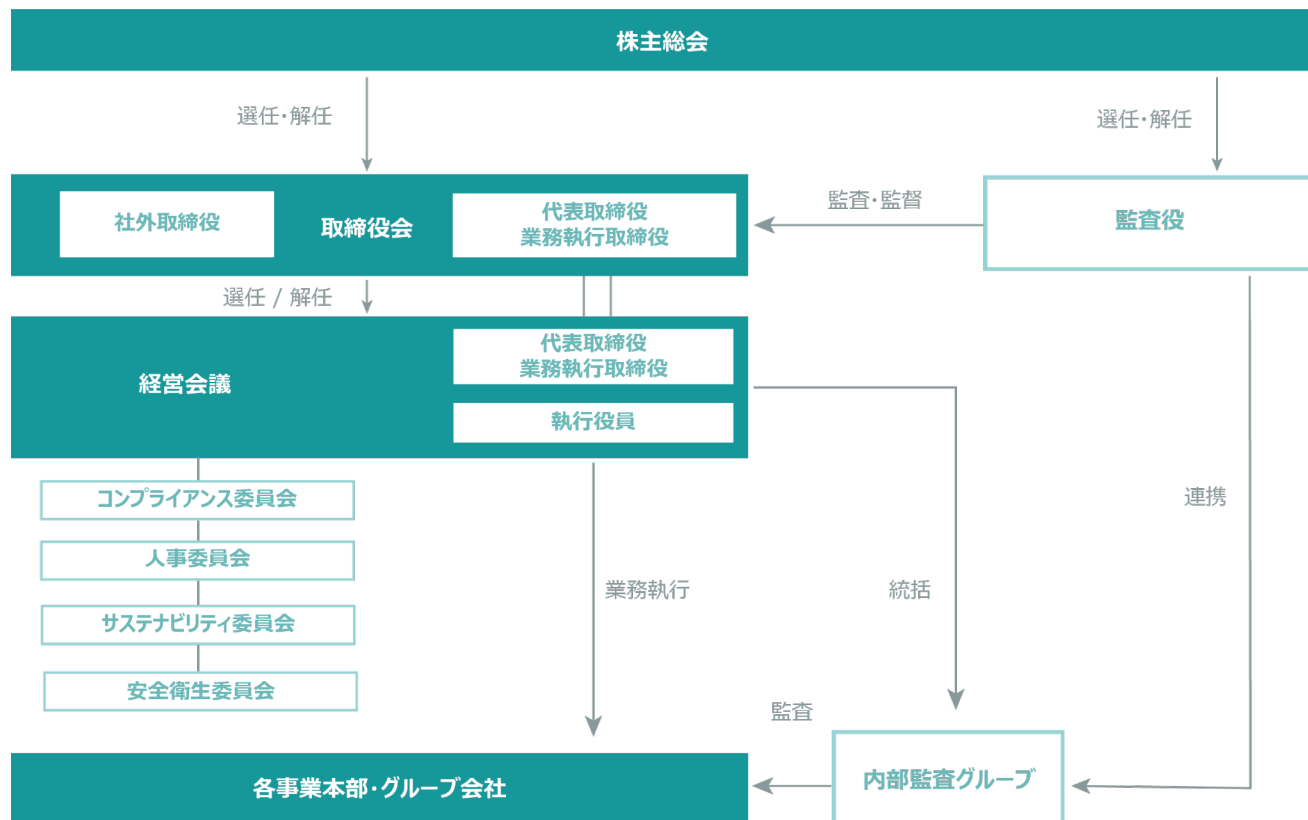 株主総会
選任・解任
選任・解任
社外取締役
取締役会
代表取締役
業務執行取締役
監査・監督
監査役
選任 / 解任
経営会議
代表取締役
業務執行取締役
執行役員
コンプライアンス委員会
人事委員会
サステナビリティ委員会
安全衛生委員会
業務執行
統括
連携
監査
各事業本部・グループ会社
内部監査グループ